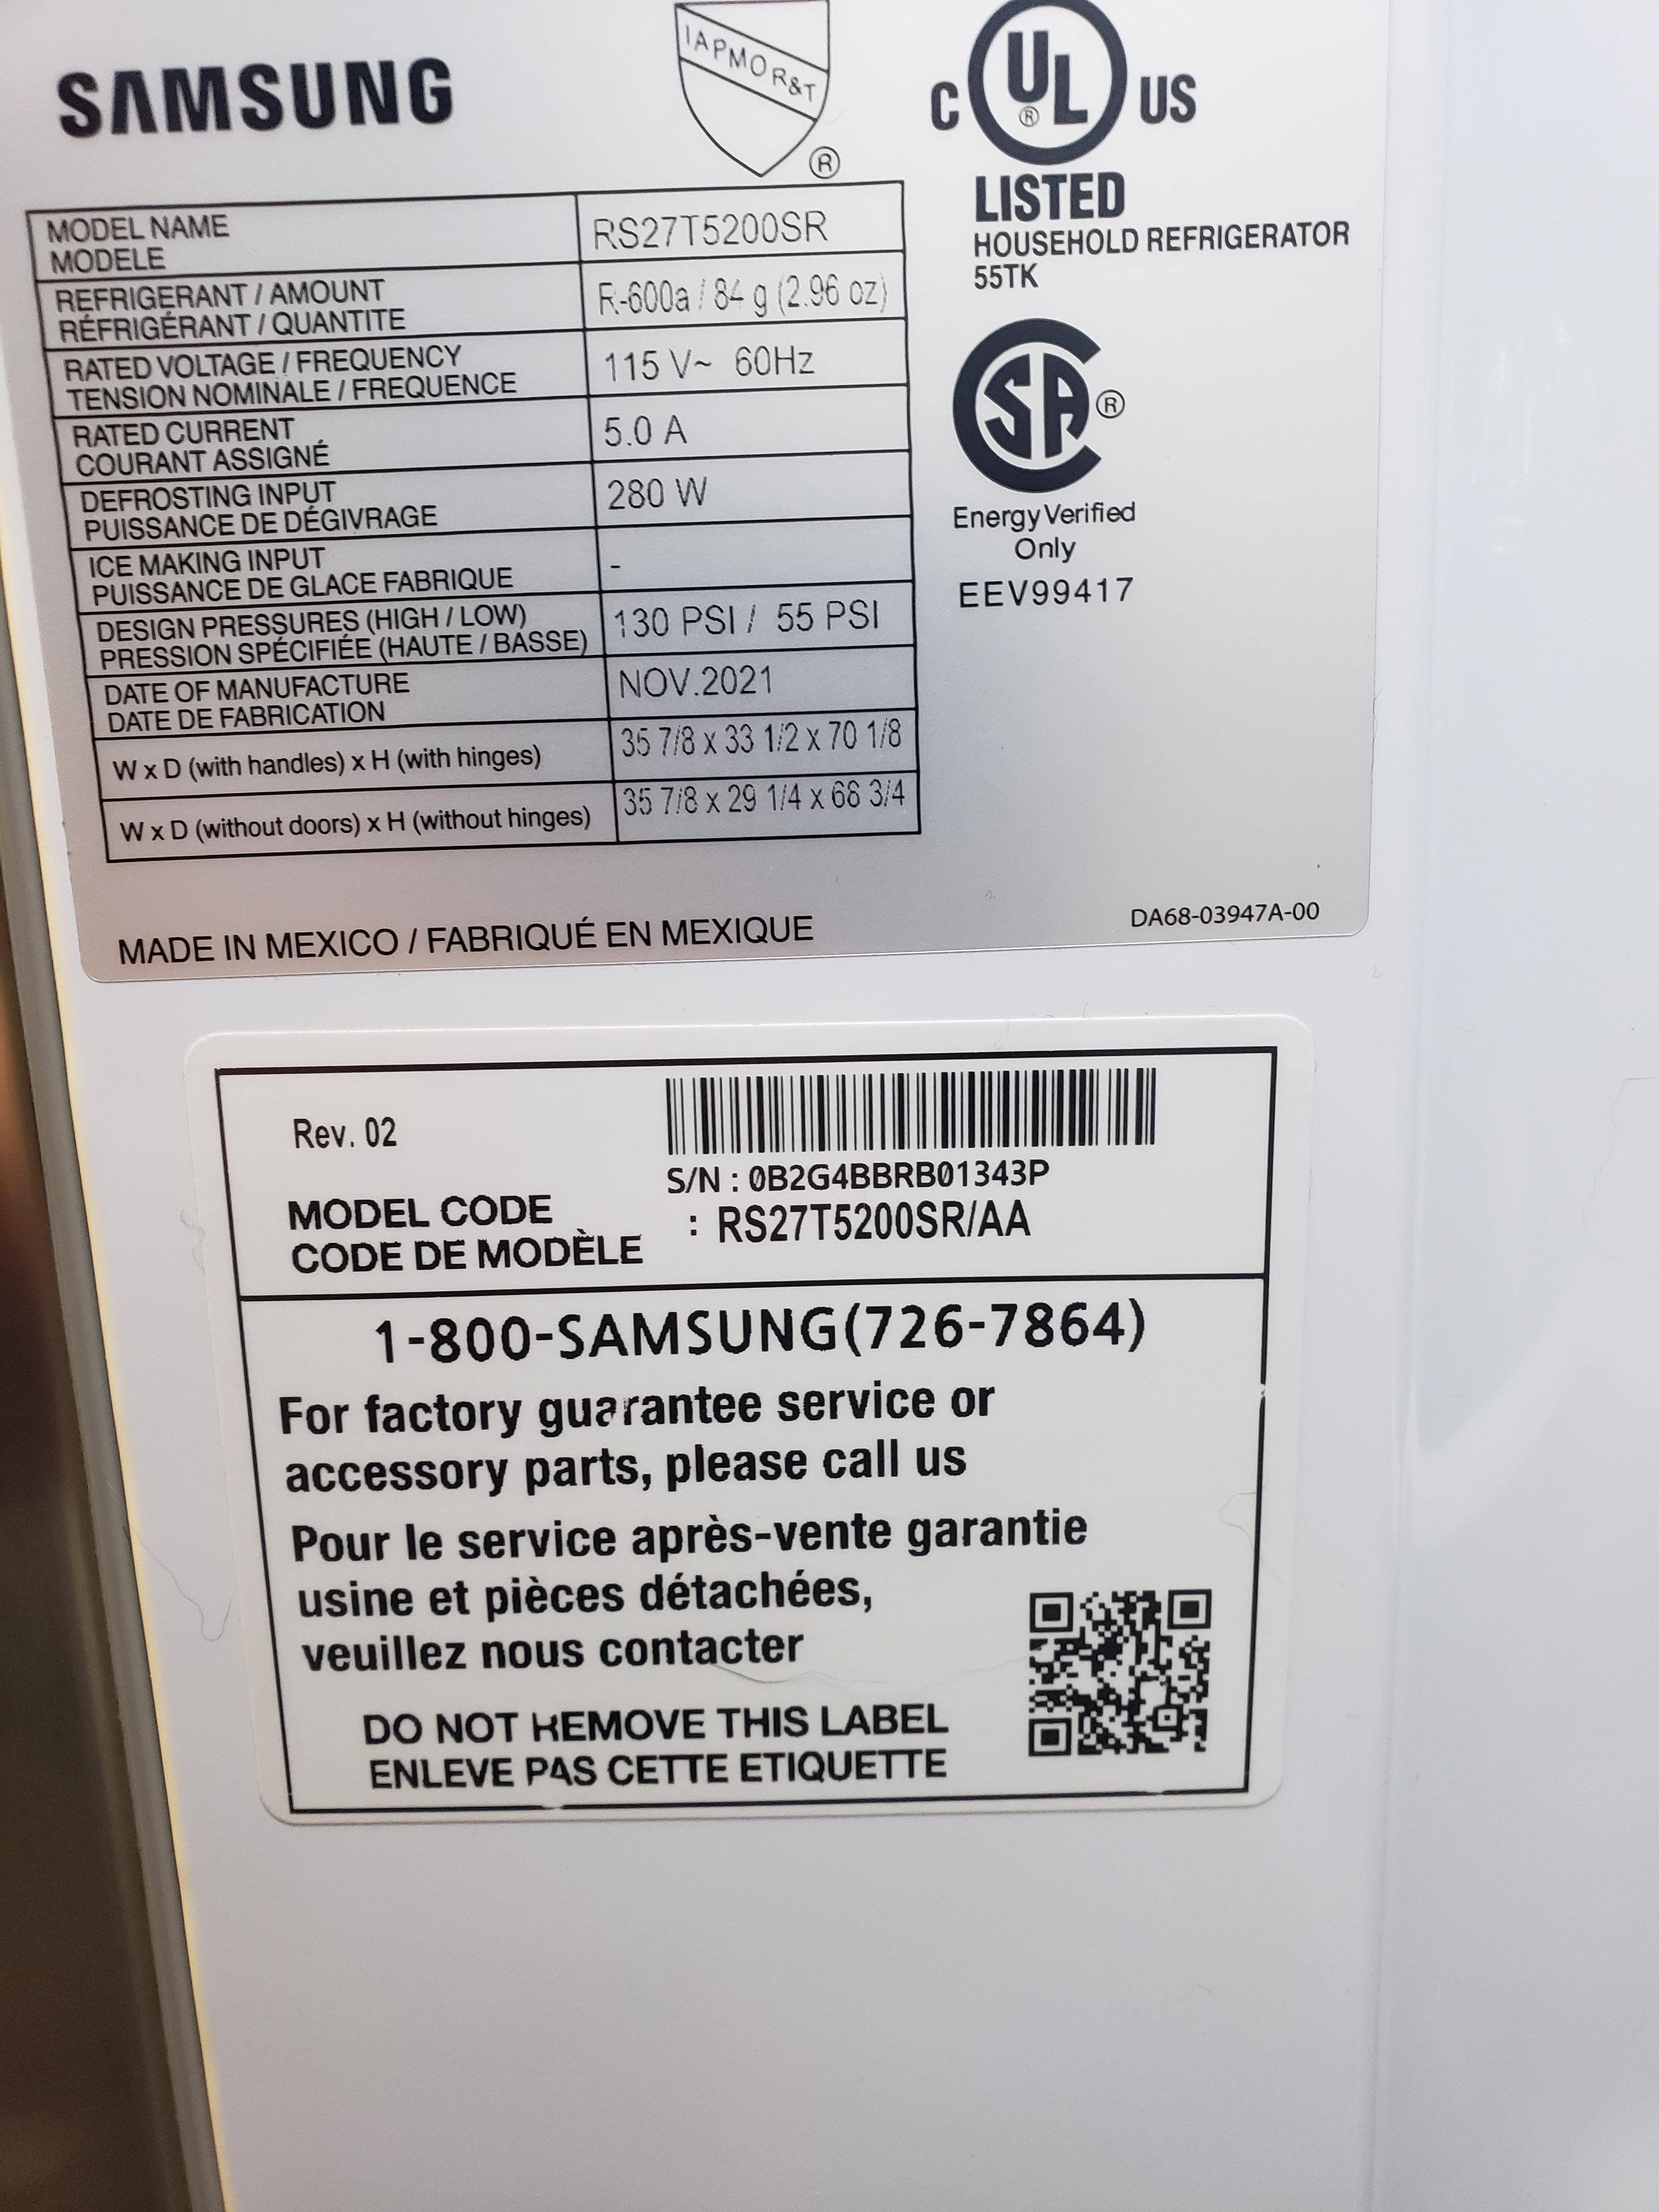 SAMSUNG
IAPMO R&T
®
C UL ® US
LISTED
HOUSEHOLD REFRIGERATOR
55TK
MODEL NAME
MODELE
RS27T5200SR
REFRIGERANT / AMOUNT
RÉFRIGÉRANT / QUANTITE
R-600a / 84 g (2.96 oz)
RATED VOLTAGE / FREQUENCY
TENSION NOMINALE / FREQUENCE
115 V~ 60Hz
RATED CURRENT
COURANT ASSIGNÉ
5.0 A
DEFROSTING INPUT
PUISSANCE DE DÉGIVRAGE
280 W
ICE MAKING INPUT
PUISSANCE DE GLACE FABRIQUE
-
DESIGN PRESSURES (HIGH / LOW)
PRESSION SPÉCIFIÉE (HAUTE / BASSE)
130 PSI / 55 PSI
DATE OF MANUFACTURE
DATE DE FABRICATION
NOV.2021
W x D (with handles) x H (with hinges)
35 7/8 x 33 1/2 x 70 1/8
W x D (without doors) x H (without hinges)
35 7/8 x 29 1/4 x 68 3/4
SA ®
Energy Verified
Only
EEV99417
MADE IN MEXICO / FABRIQUÉ EN MEXIQUE
DA68-03947A-00
Rev. 02
S/N : 0B2G4BBRB01343P
MODEL CODE
CODE DE MODÈLE
: RS27T5200SR/AA
1-800-SAMSUNG(726-7864)
For factory guarantee service or
accessory parts, please call us
Pour le service après-vente garantie
usine et pièces détachées,
veuillez nous contacter
DO NOT REMOVE THIS LABEL
ENLEVE PAS CETTE ETIQUETTE